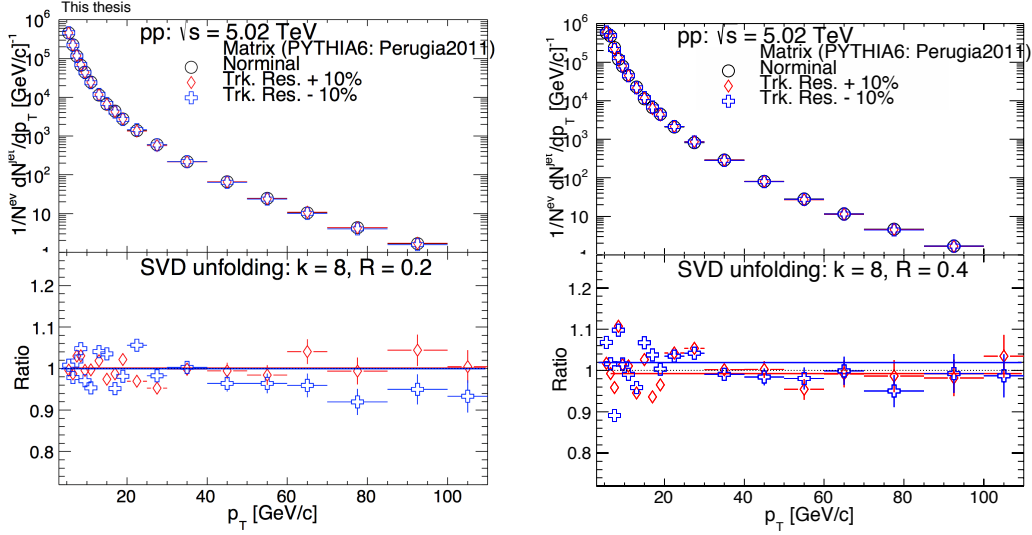 This thesis
pp: √s = 5.02 TeV
Matrix (PYTHIA6: Perugia2011)
Norminal
Trk. Res. + 10%
Trk. Res. - 10%
1/N^ev dN^jet/dp_T [GeV/c]^-1
10^6
10^5
10^4
10^3
10^2
10
1
SVD unfolding: k = 8, R = 0.2
Ratio
1.2
1.1
1
0.9
0.8
20 40 60 80 100
p_T [GeV/c]
pp: √s = 5.02 TeV
Matrix (PYTHIA6: Perugia2011)
Norminal
Trk. Res. + 10%
Trk. Res. - 10%
1/N^ev dN^jet/dp_T [GeV/c]^-1
10^6
10^5
10^4
10^3
10^2
10
1
SVD unfolding: k = 8, R = 0.4
Ratio
1.2
1.1
1
0.9
0.8
20 40 60 80 100
p_T [GeV/c]